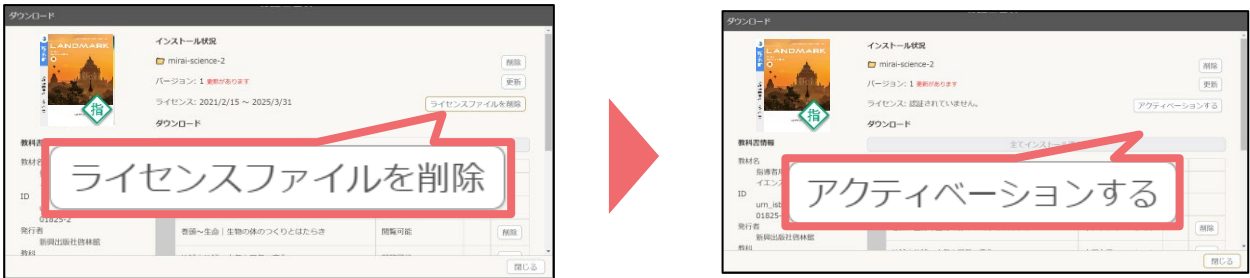 ダウンロード
LANDMARK
指
インストール状況
mirai-science-2
削除
バージョン: 1 更新があります
更新
ライセンス: 2021/2/15 ～ 2025/3/31
ライセンスファイルを削除
ダウンロード
教科書
教材名
ライセンスファイルを削除
ID
01825-2
発行者
新興出版社啓林館
巻頭～生命｜生物の体のつくりとはたらき
閲覧可能
削除
教科
閉じる
ダウンロード
LANDMARK
指
インストール状況
mirai-science-2
削除
バージョン: 1 更新があります
更新
ライセンス: 認証されていません。
アクティベーションする
ダウンロード
教科書情報
全てインストール
教材名
指導者用
イエンス
アクティベーションする
ID
urn_isb
01825-
発行者
新興出版社啓林館
削除
教科
閉じる